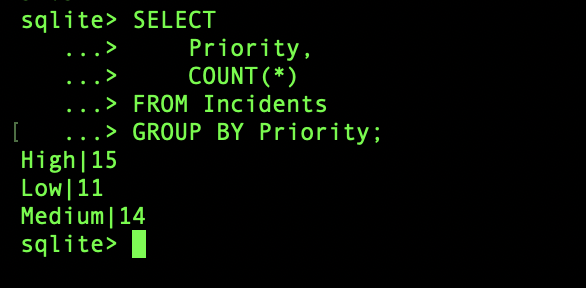 sqlite> SELECT
   ...>     Priority,
   ...>     COUNT(*)
   ...> FROM Incidents
[  ...> GROUP BY Priority;
High|15
Low|11
Medium|14
sqlite>